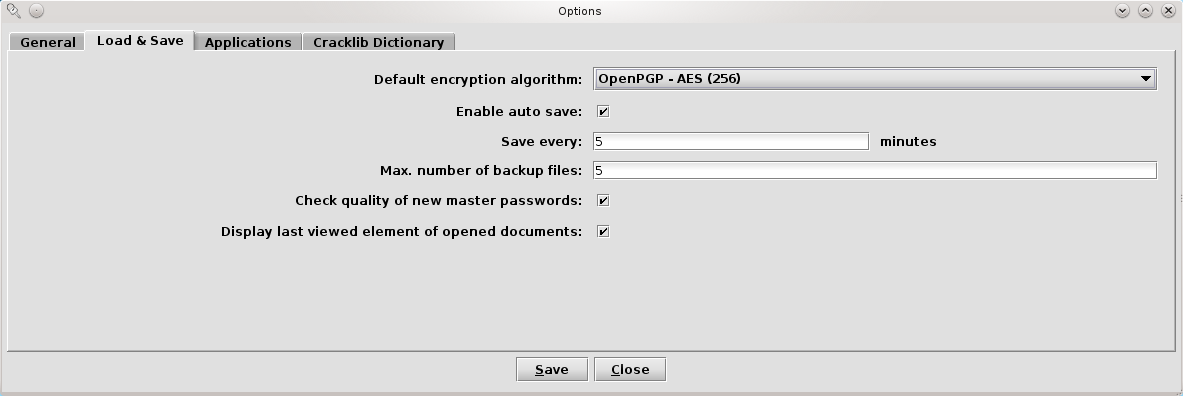 Options
General Load & Save Applications Cracklib Dictionary
Default encryption algorithm: OpenPGP - AES (256)
Enable auto save:
Save every: 5 minutes
Max. number of backup files: 5
Check quality of new master passwords:
Display last viewed element of opened documents:
Save Close